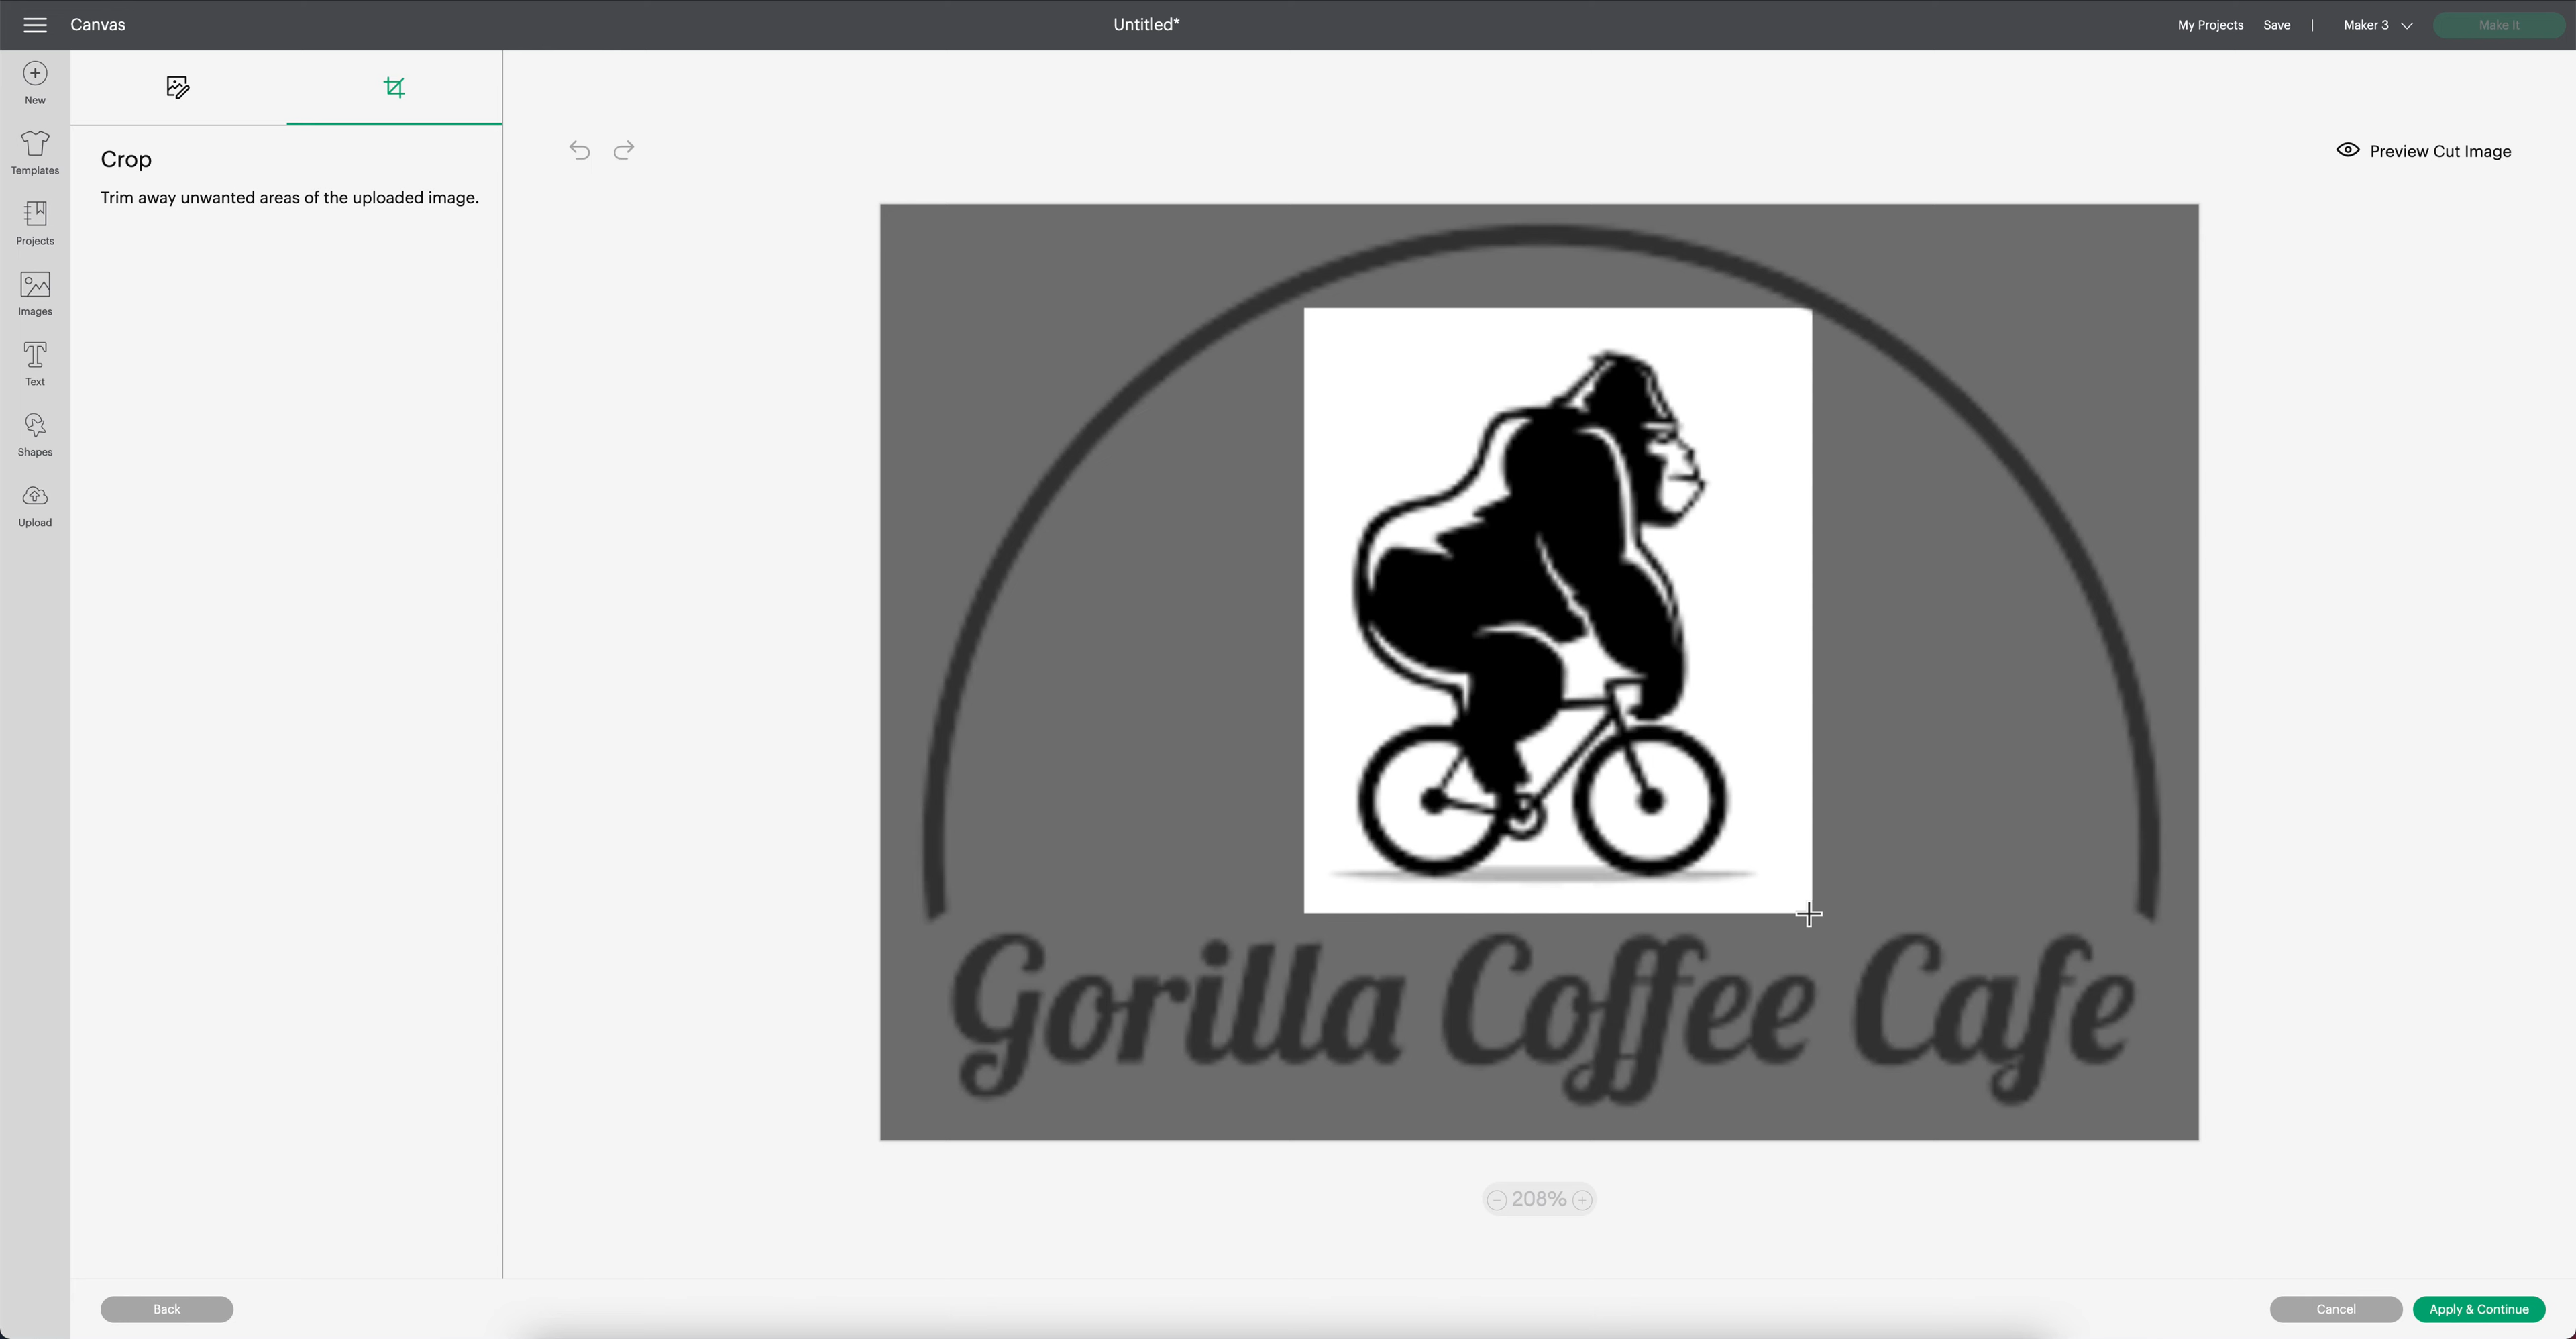 Canvas
Untitled*
My Projects Save | Maker 3 Make It
New
Templates
Projects
Images
Text
Shapes
Upload
Crop
Trim away unwanted areas of the uploaded image.
Preview Cut Image
Gorilla Coffee Cafe
208%
Back
Cancel
Apply & Continue